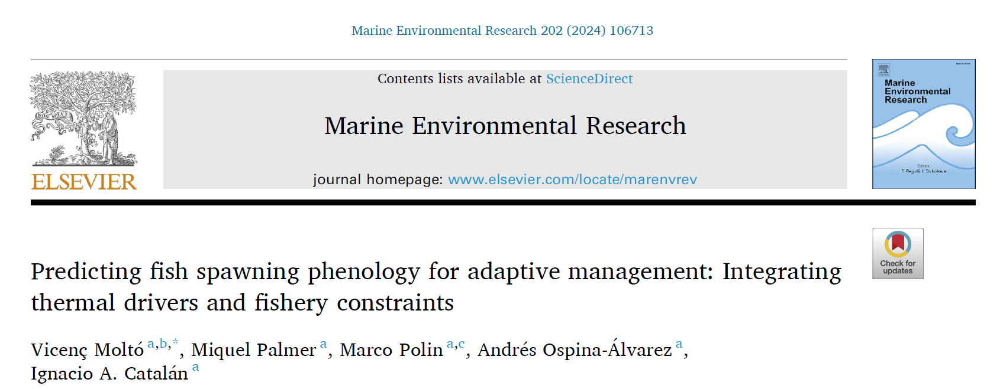 Marine Environmental Research 202 (2024) 106713
Contents lists available at ScienceDirect
Marine Environmental Research
journal homepage: www.elsevier.com/locate/marenvrev
NON SOLUS
ELSEVIER
Marine
Environmental
Research
Editors
F. Regoli, I. Sokolova
Check for
updates
Predicting fish spawning phenology for adaptive management: Integrating
thermal drivers and fishery constraints
Vicenç Moltó a,b,*, Miquel Palmer a, Marco Polin a,c, Andrés Ospina-Álvarez a,
Ignacio A. Catalán a